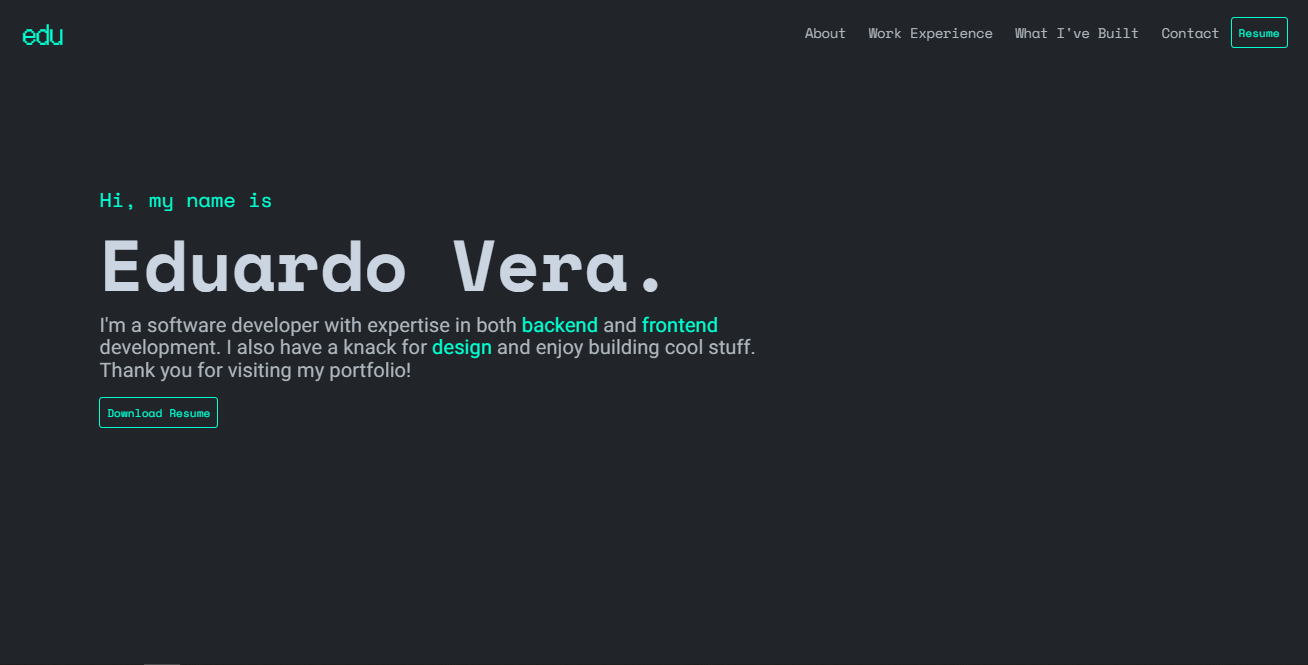 edu
About Work Experience What I've Built Contact Resume
Hi, my name is
Eduardo Vera.
I'm a software developer with expertise in both backend and frontend
development. I also have a knack for design and enjoy building cool stuff.
Thank you for visiting my portfolio!
Download Resume